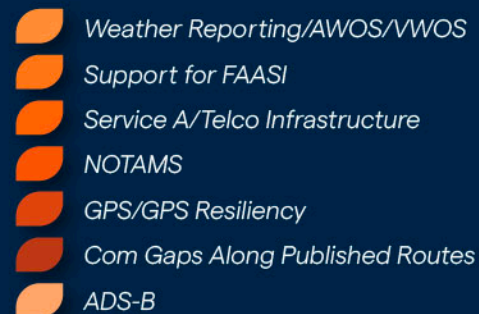 Weather Reporting/AWOS/VWOS
Support for FAASI
Service A/Telco Infrastructure
NOTAMS
GPS/GPS Resiliency
Com Gaps Along Published Routes
ADS-B